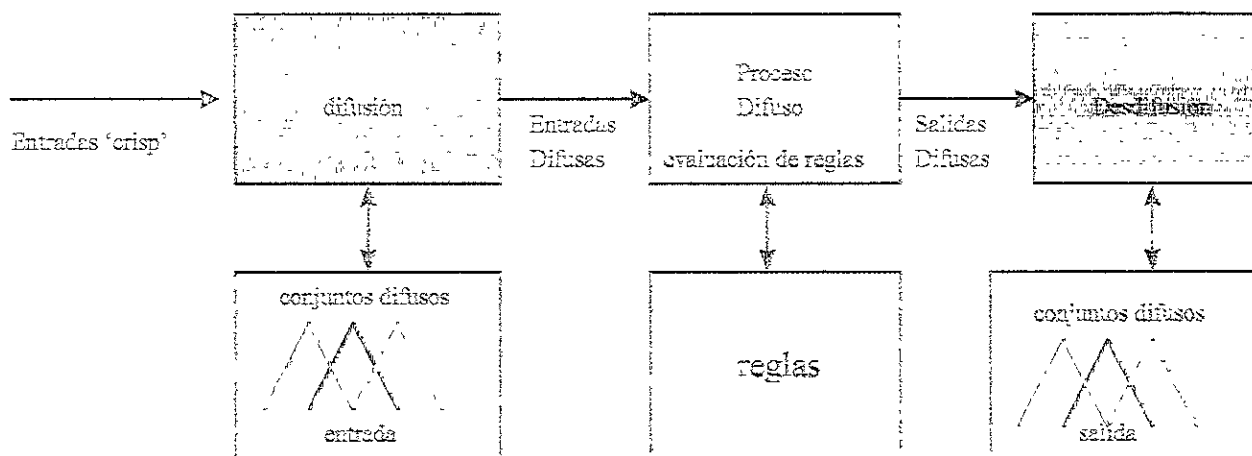 Entradas ‘crisp’
difusión
Entradas
Difusas
Proceso
Difuso
evaluación de reglas
Salidas
Difusas
Desdifusión
conjuntos difusos
entrada
reglas
conjuntos difusos
salida